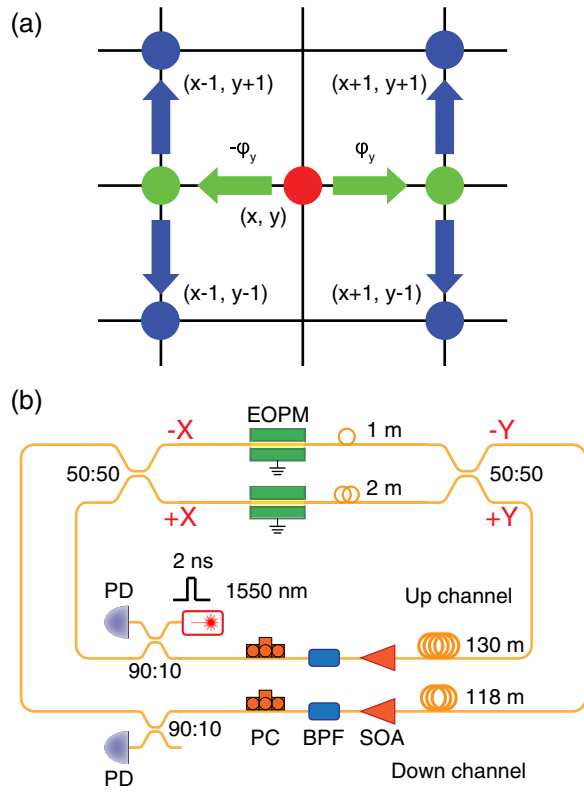 (a)
(x-1, y+1) (x+1, y+1)
-φy φy
(x, y)
(x-1, y-1) (x+1, y-1)
(b)
-X EOPM 1 m -Y
50:50 50:50
+X 2 m +Y
2 ns
PD 1550 nm
Up channel
130 m
90:10
118 m
90:10
PC BPF SOA
PD Down channel